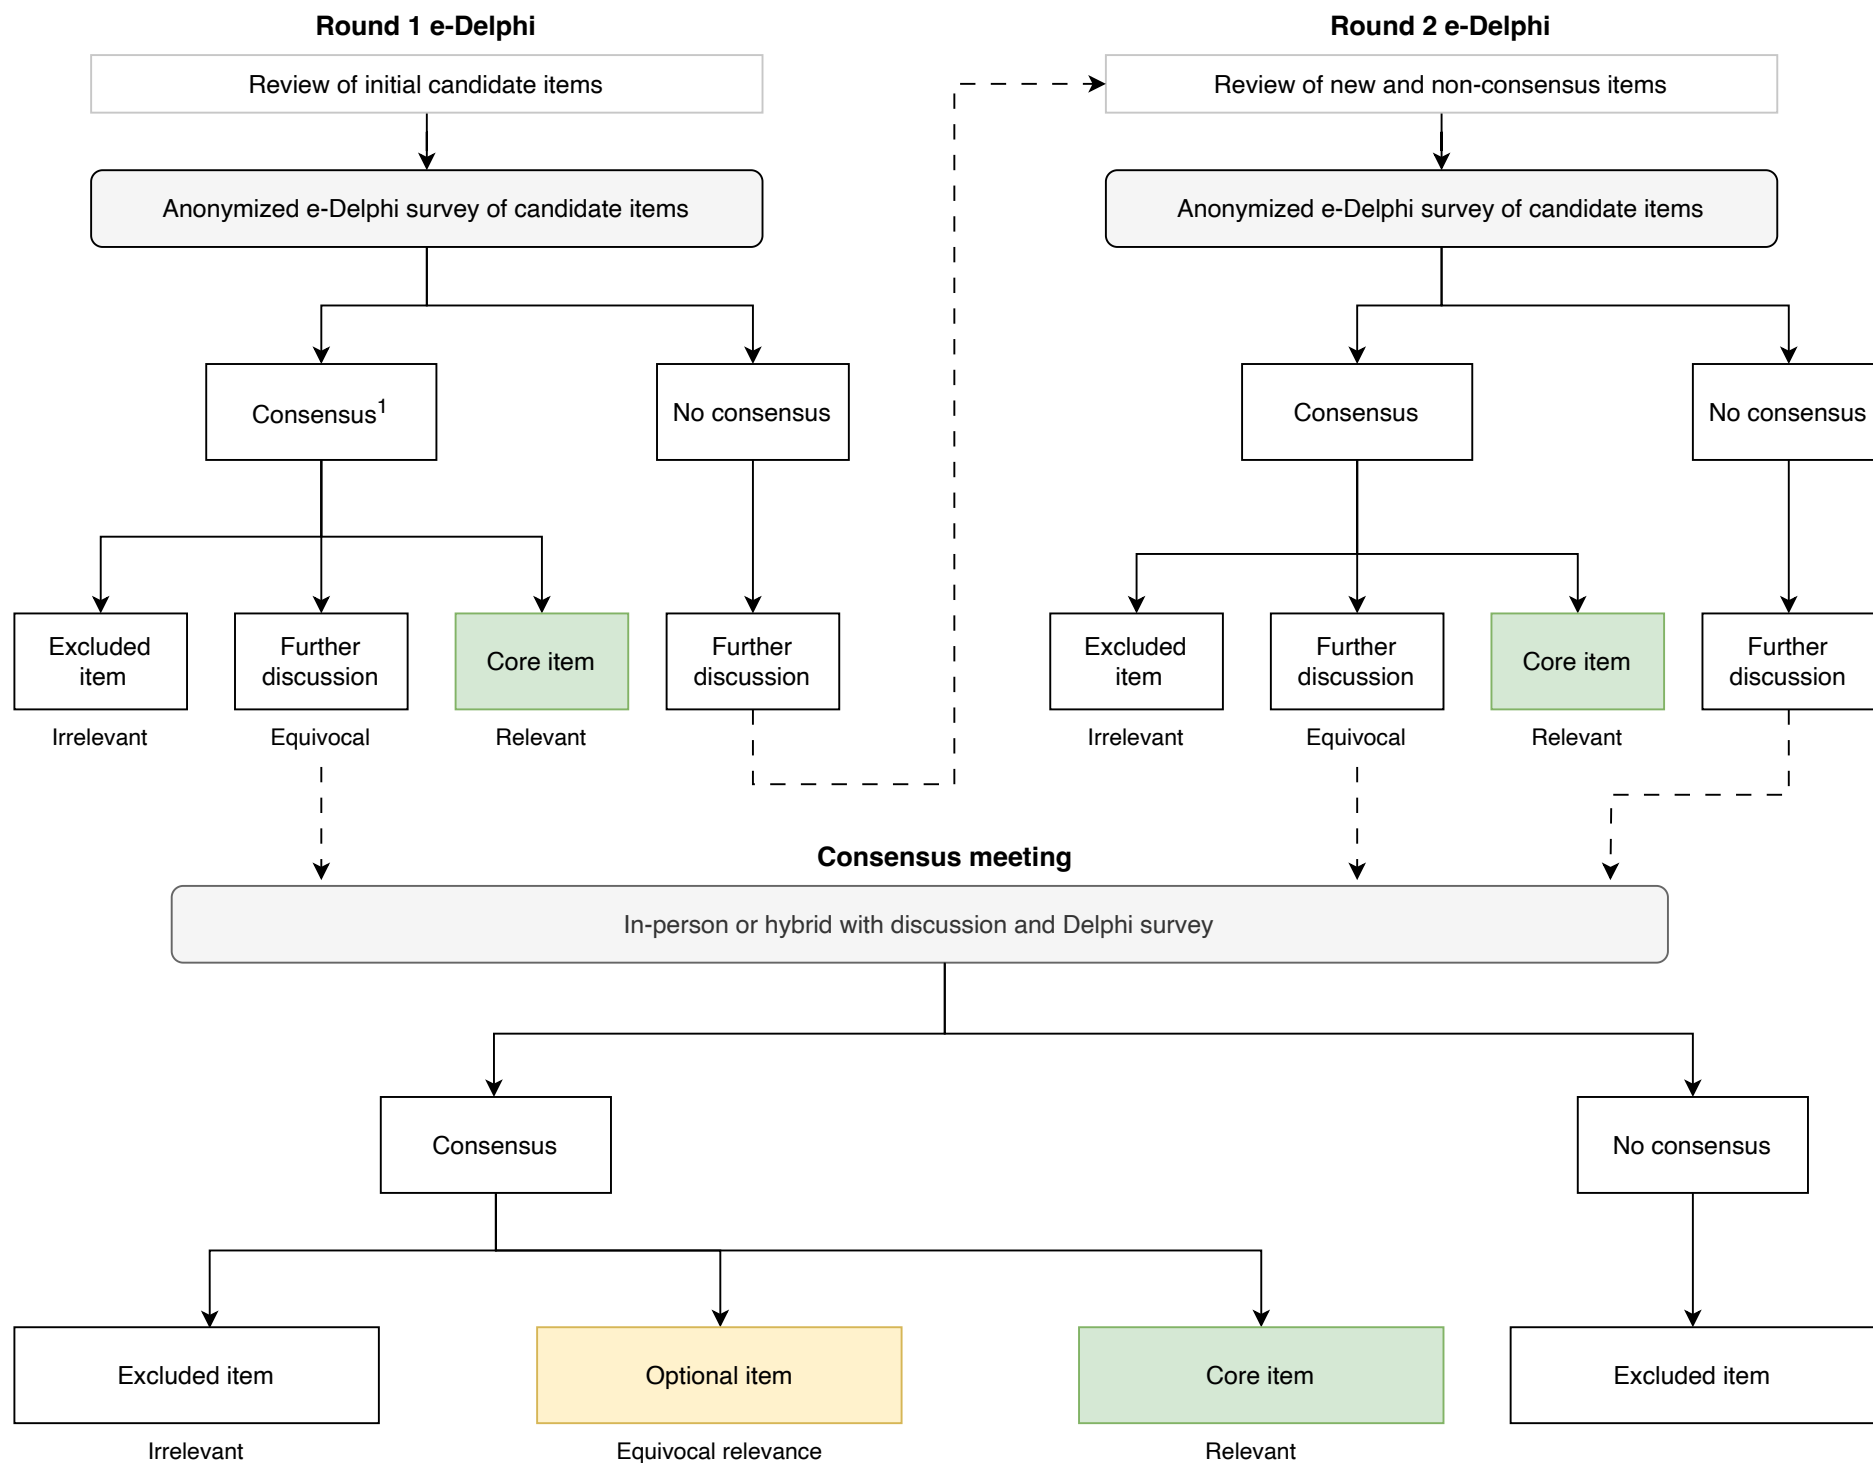 Round 1 e-Delphi
Review of initial candidate items
Anonymized e-Delphi survey of candidate items
Consensus1
No consensus
Excluded
item
Further
discussion
Core item
Further
discussion
Irrelevant
Equivocal
Relevant
Round 2 e-Delphi
Review of new and non-consensus items
Anonymized e-Delphi survey of candidate items
Consensus
No consensus
Excluded
item
Further
discussion
Core item
Further
discussion
Irrelevant
Equivocal
Relevant
Consensus meeting
In-person or hybrid with discussion and Delphi survey
Consensus
No consensus
Excluded item
Optional item
Core item
Excluded item
Irrelevant
Equivocal relevance
Relevant